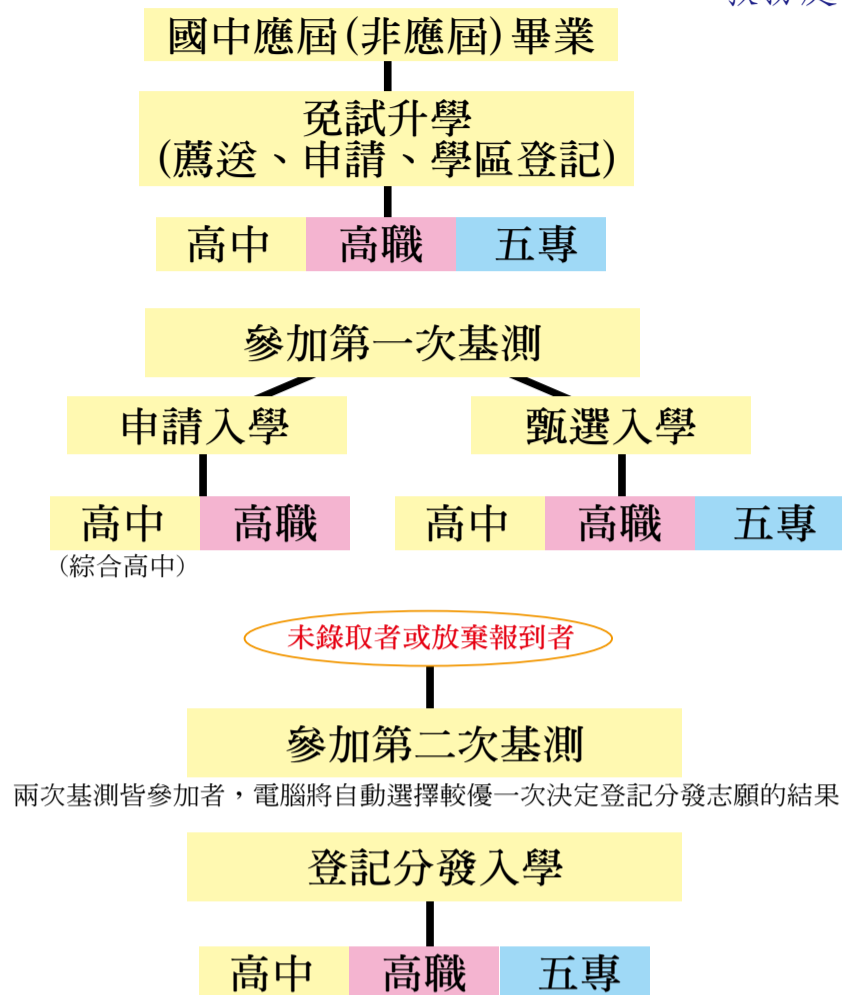 國中應屆(非應屆)畢業
免試升學
(薦送、申請、學區登記)
高中 高職 五專
參加第一次基測
申請入學 甄選入學
高中 高職 高中 高職 五專
(綜合高中)
未錄取者或放棄報到者
參加第二次基測
兩次基測皆參加者，電腦將自動選擇較優一次決定登記分發志願的結果
登記分發入學
高中 高職 五專